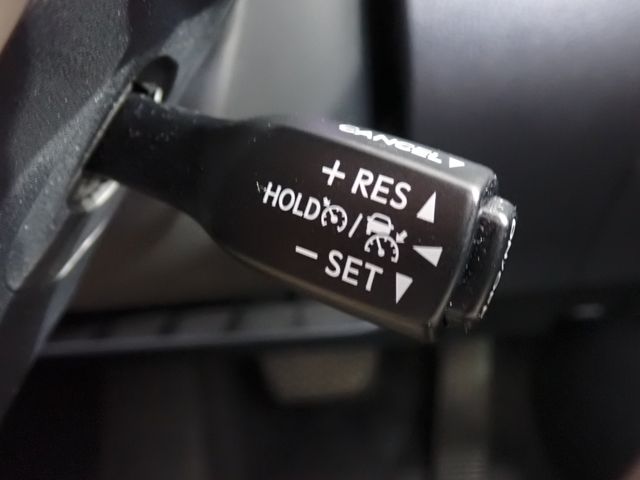 CANCEL
+ RES
HOLD /
− SET